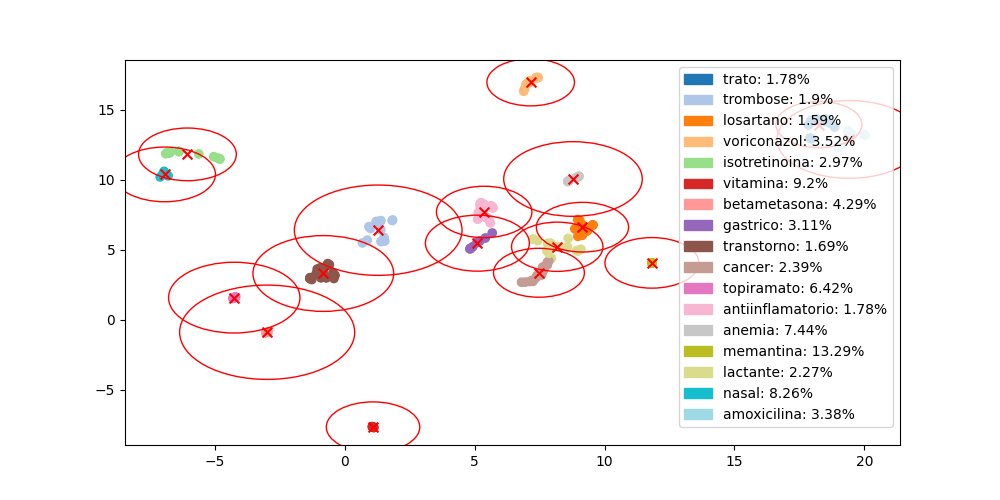 15
10
5
0
−5
−5
0
5
10
15
20
trato: 1.78%
trombose: 1.9%
losartano: 1.59%
voriconazol: 3.52%
isotretinoina: 2.97%
vitamina: 9.2%
betametasona: 4.29%
gastrico: 3.11%
transtorno: 1.69%
cancer: 2.39%
topiramato: 6.42%
antiinflamatorio: 1.78%
anemia: 7.44%
memantina: 13.29%
lactante: 2.27%
nasal: 8.26%
amoxicilina: 3.38%